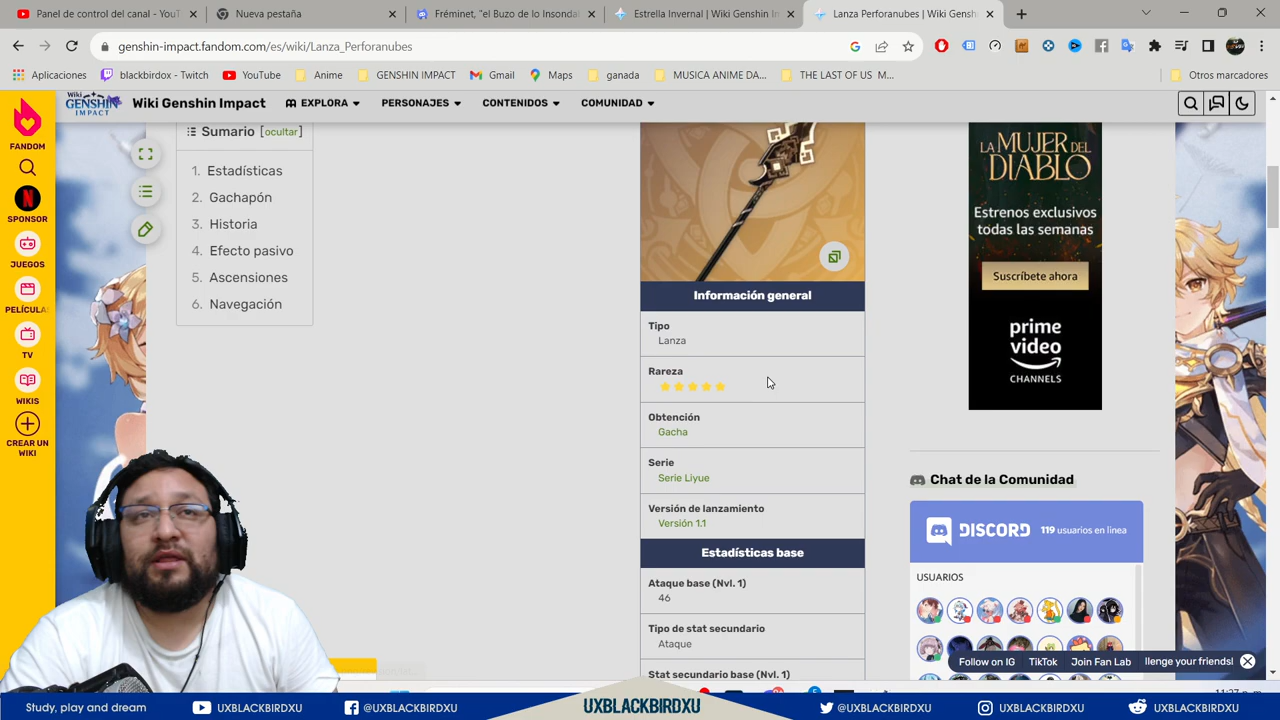 Panel de control del canal - YouT
Nueva pestaña
Fréminet, "el Buzo de lo Insondal
Estrella Invernal | Wiki Genshin In
Lanza Perforanubes | Wiki Genshi
genshin-impact.fandom.com/es/wiki/Lanza_Perforanubes
Aplicaciones
blackbirdox - Twitch
YouTube
Anime
GENSHIN IMPACT
Gmail
Maps
ganada
MUSICA ANIME DA...
THE LAST OF US M...
Otros marcadores
GENSHIN
IMPACT
Wiki Genshin Impact
EXPLORA
PERSONAJES
CONTENIDOS
COMUNIDAD
FANDOM
SPONSOR
JUEGOS
PELÍCULAS
TV
WIKIS
CREAR UN
WIKI
Sumario [ocultar]
1. Estadísticas
2. Gachapón
3. Historia
4. Efecto pasivo
5. Ascensiones
6. Navegación
Información general
Tipo
Lanza
Rareza
Obtención
Gacha
Serie
Serie Liyue
Versión de lanzamiento
Versión 1.1
Estadísticas base
Ataque base (Nvl. 1)
46
Tipo de stat secundario
Ataque
Stat secundario base (Nvl. 1)
LA MUJER DEL
DIABLO
Estrenos exclusivos
todas las semanas
Suscríbete ahora
prime
video
CHANNELS
Chat de la Comunidad
DISCORD
119 usuarios en línea
USUARIOS
Follow on IG
TikTok
Join Fan Lab
llenge your friends!
Study, play and dream
UXBLACKBIRDXU
@UXBLACKBIRDXU
UXBLACKBIRDXU
@UXBLACKBIRDXU
UXBLACKBIRDXU
UXBLACKBIRDXU